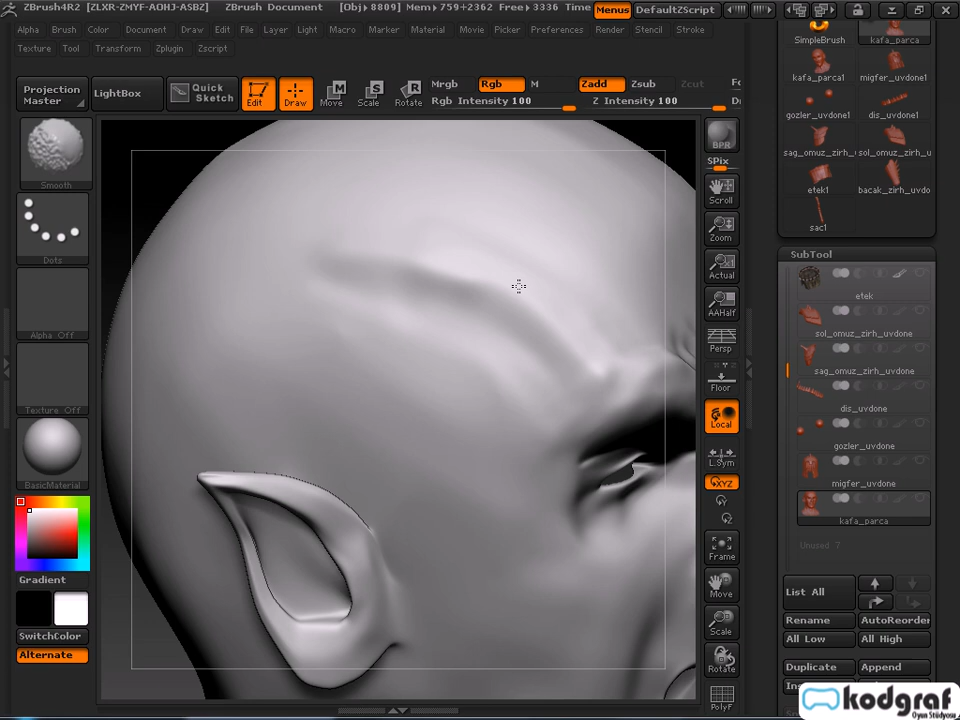 ZBrush4R2 [ZLXR-ZMYF-AOHJ-ASBZ] ZBrush Document [Obj▸ 8809] Mem▸ 759+2362 Free▸ 3336 Time Menus DefaultZScript
Alpha Brush Color Document Draw Edit File Layer Light Macro Marker Material Movie Picker Preferences Render Stencil Stroke
Texture Tool Transform Zplugin Zscript
Projection Master
LightBox
Quick Sketch
Edit
Draw
Move
Scale
Rotate
Mrgb Rgb M Zadd Zsub Zcut
Rgb Intensity 100 Z Intensity 100
Smooth
Dots
Alpha Off
Texture Off
BasicMaterial
Gradient
SwitchColor
Alternate
BPR
SPix
Scroll
Zoom
Actual
AAHalf
Persp
Floor
Local
L.Sym
XYZ
Frame
Move
Scale
Rotate
PolyF
SimpleBrush kafa_parca
kafa_parca1 migfer_uvdone1
gozler_uvdone1 dis_uvdone1
sag_omuz_zirh_ sol_omuz_zirh_u
etek1 bacak_zirh_uvdo
sac1
SubTool
etek
sol_omuz_zirh_uvdone
sag_omuz_zirh_uvdone
dis_uvdone
gozler_uvdone
migfer_uvdone
kafa_parca
Unused 7
List All
Rename AutoReorder
All Low All High
Duplicate Append
kodgraf
Oyun Stüdyosu